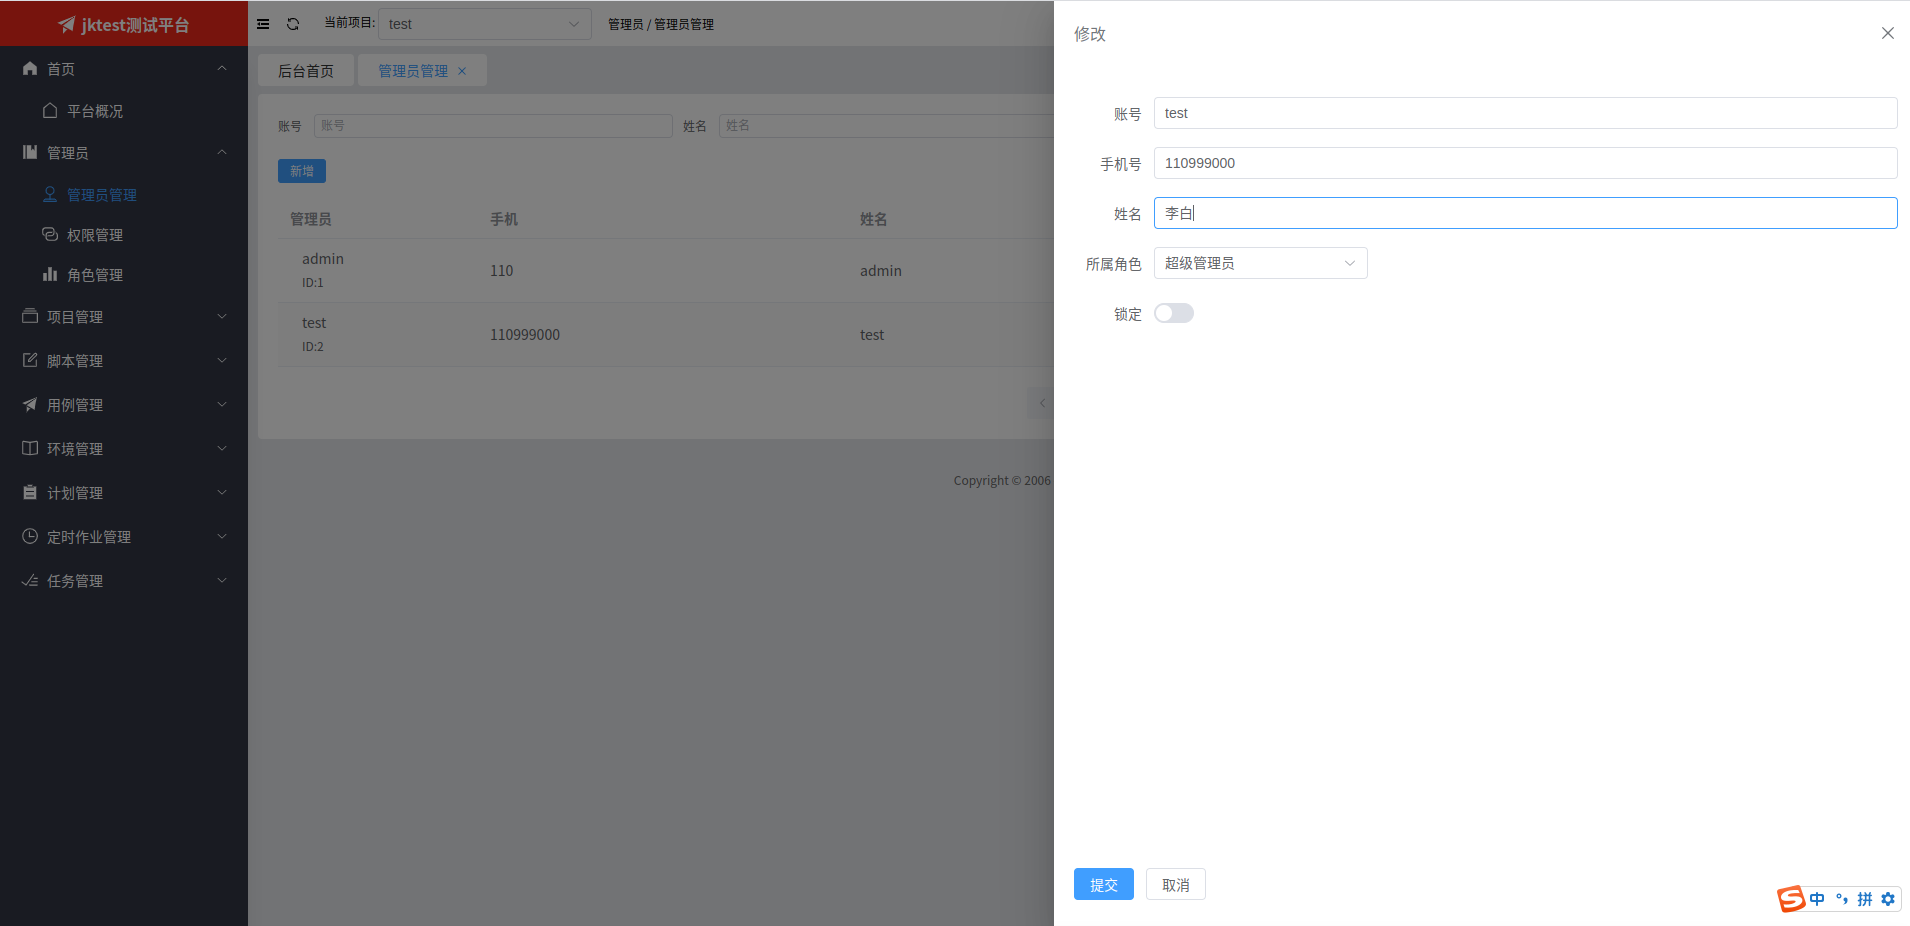 jktest测试平台
首页
平台概况
管理员
管理员管理
权限管理
角色管理
项目管理
脚本管理
用例管理
环境管理
计划管理
定时作业管理
任务管理
当前项目: test
管理员 / 管理员管理
后台首页
管理员管理
账号 账号 姓名 姓名
新增
管理员 手机 姓名
admin
ID:1
110 admin
test
ID:2
110999000 test
Copyright © 2006
修改
账号 test
手机号 110999000
姓名 李白
所属角色 超级管理员
锁定
提交 取消
中 °, 拼